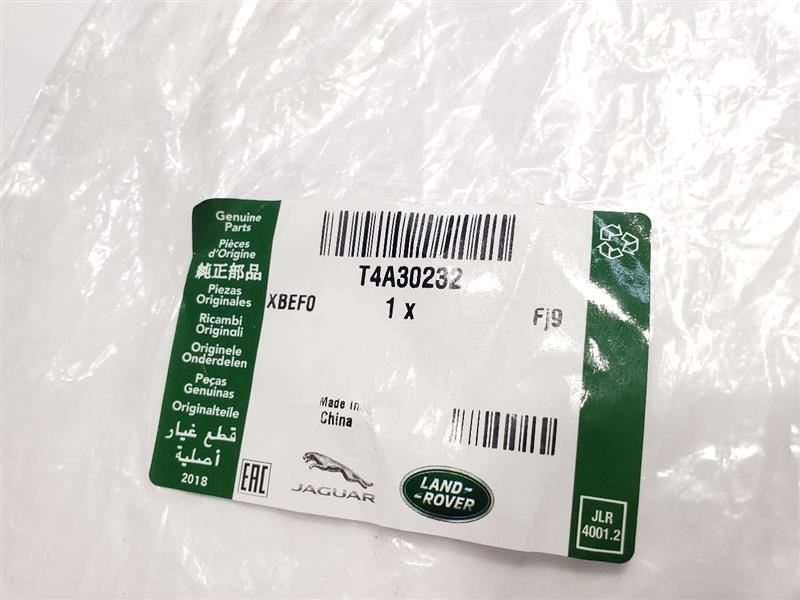 Genuine
Parts
Pièces
d'Origine
純正部品
Piezas
Originales
Ricambi
Originali
Originele
Onderdelen
Peças
Genuinas
Originalteile
قطع غيار
أصلية
2018
T4A30232
XBEF0
1 x
Fj9
Made in
China
EAC
JAGUAR
LAND-
-ROVER
JLR
4001.2